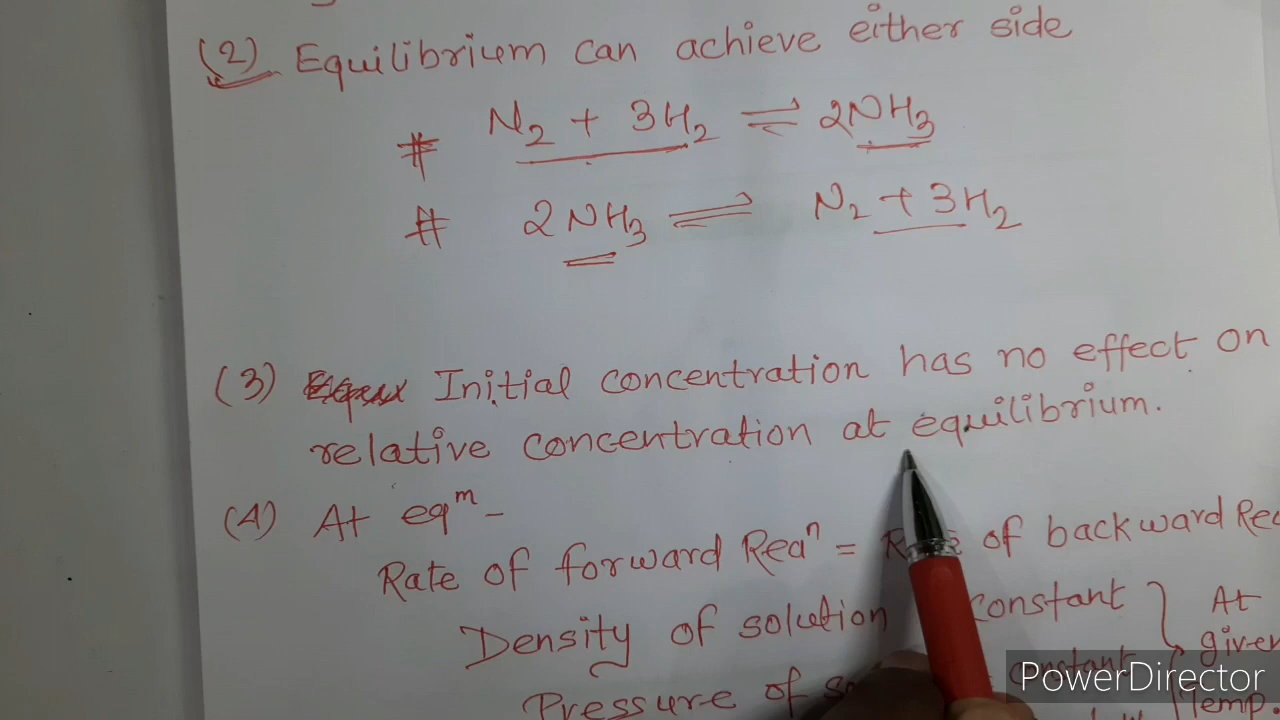 (2) Equilibrium can achieve either side
# N2 + 3H2 ⇌ 2NH3
# 2NH3 ⇌ N2 + 3H2
(3) Initial concentration has no effect on
relative concentration at equilibrium.
(4) At eqm -
Rate of forward Rean = of backward Rea
Density of solution constant } At
given
Pressure of constant Temp.
PowerDirector